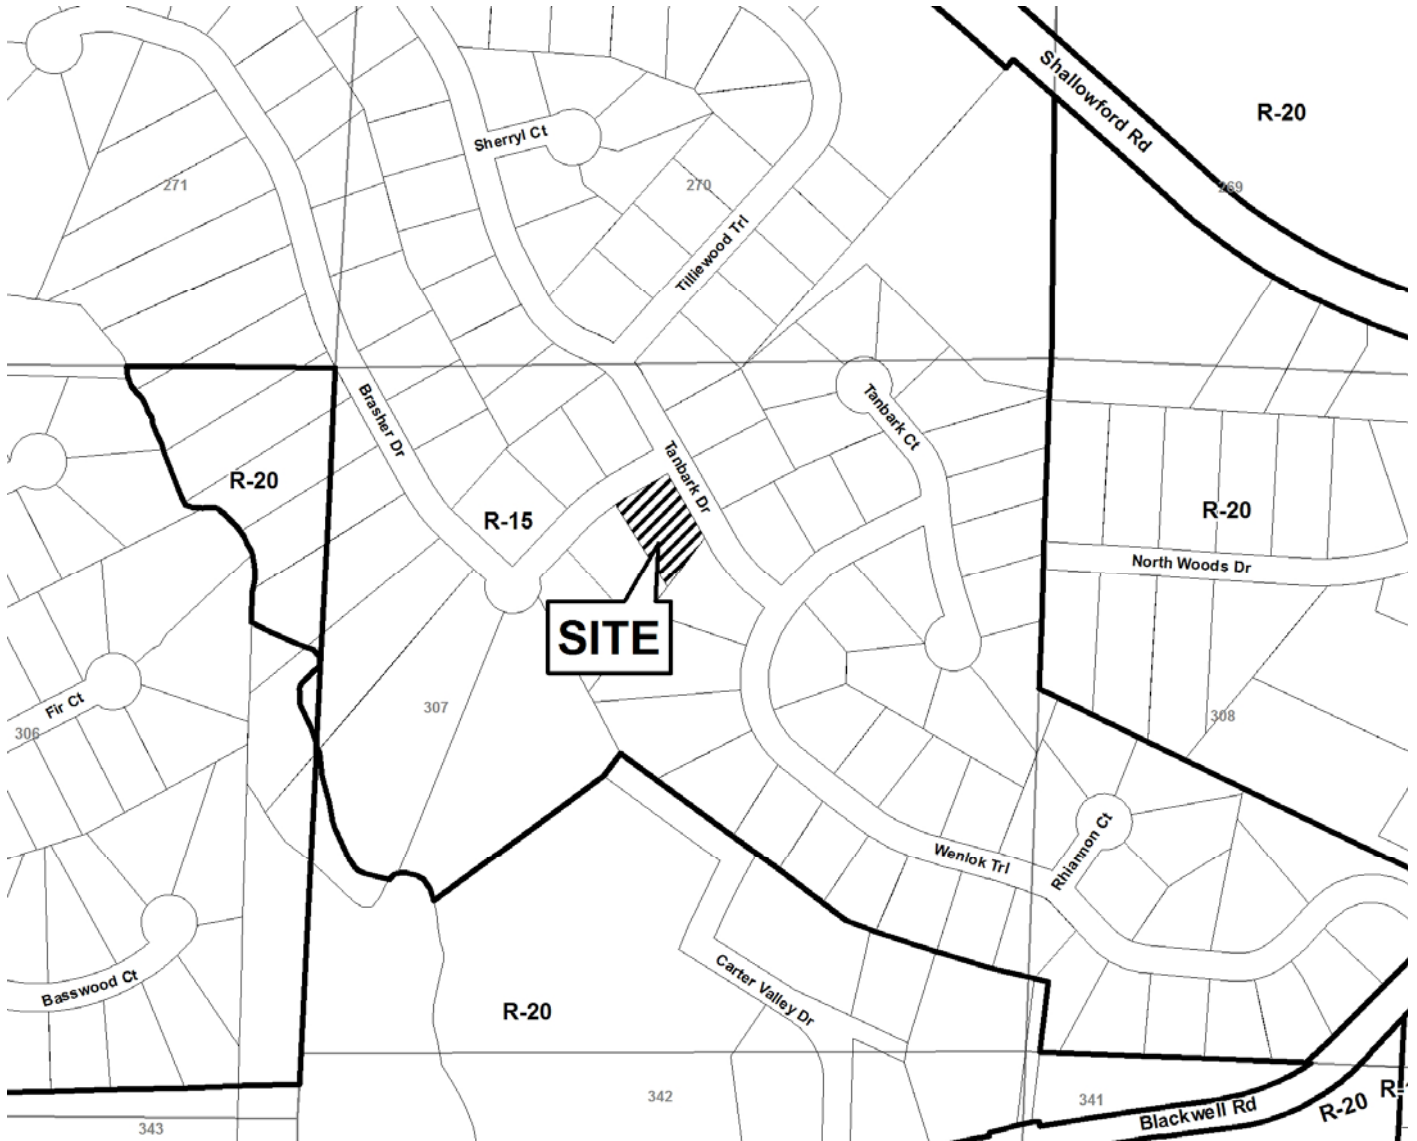 Shallowford Rd
R-20
Sherryl Ct
271
270
269
Tilliewood Trl
Brasher Dr
Tanbark Ct
R-20
Tanbark Dr
R-15
R-20
North Woods Dr
SITE
Fir Ct
306
307
308
Rhiannon Ct
Wenlok Trl
Basswood Ct
Carter Valley Dr
R-20
342
341
R-20
Blackwell Rd
343